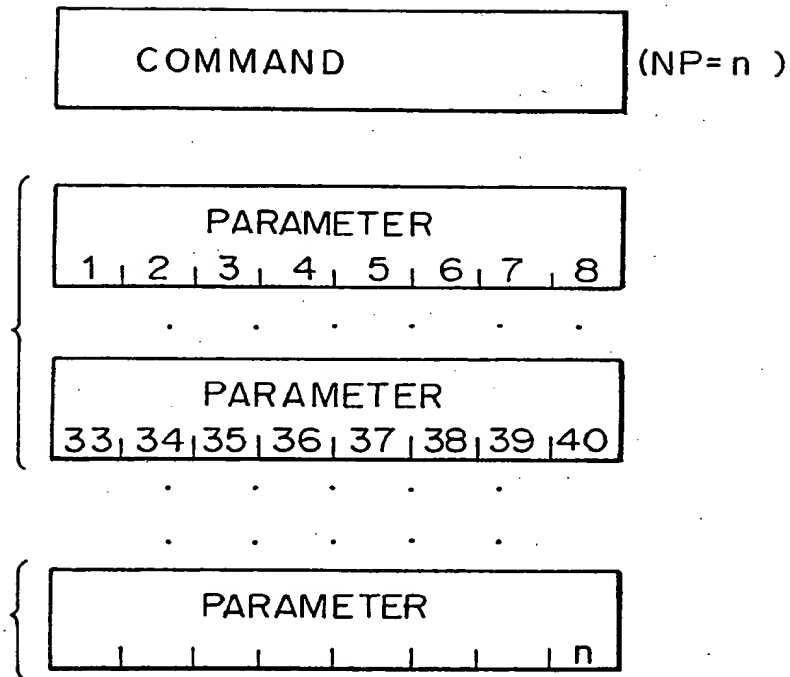 COMMAND (NP= n )
PARAMETER
1 2 3 4 5 6 7 8
PARAMETER
33 34 35 36 37 38 39 40
PARAMETER
n